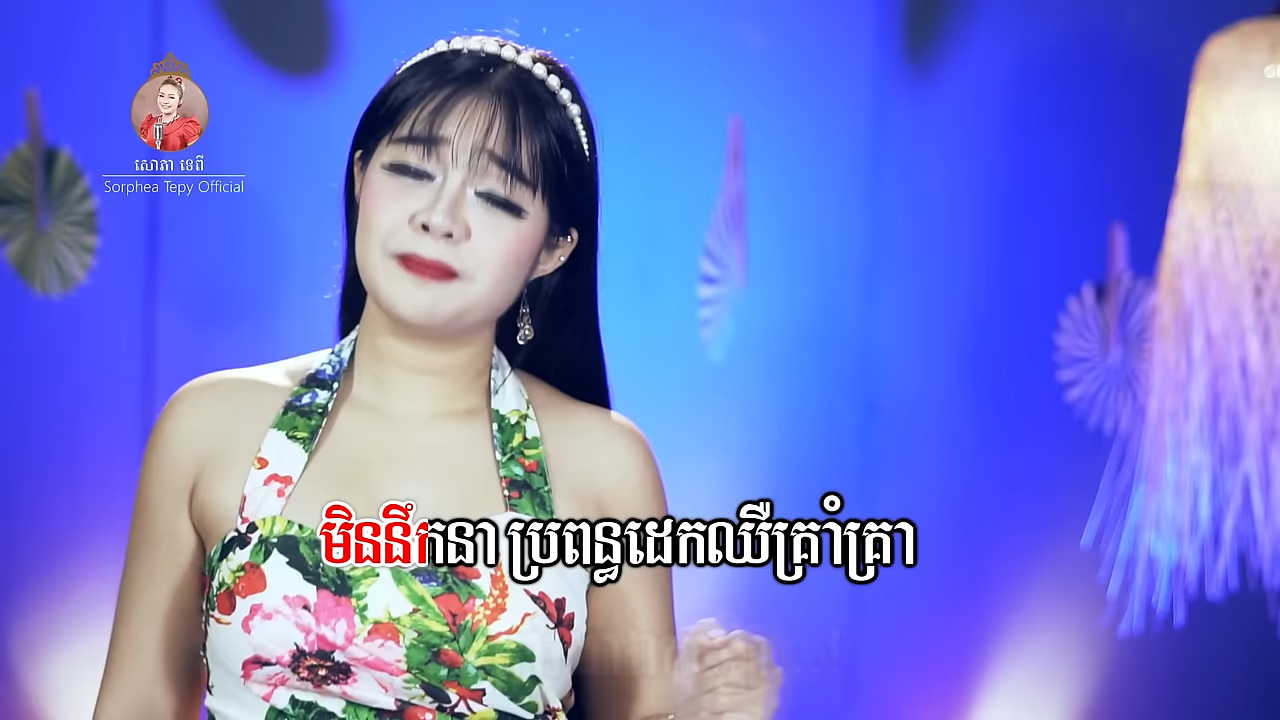 សោភា ទេពី
Sorphea Tepy Official
មិននឹកនា ប្រពន្ធដេកឈឺគ្រាំគ្រា